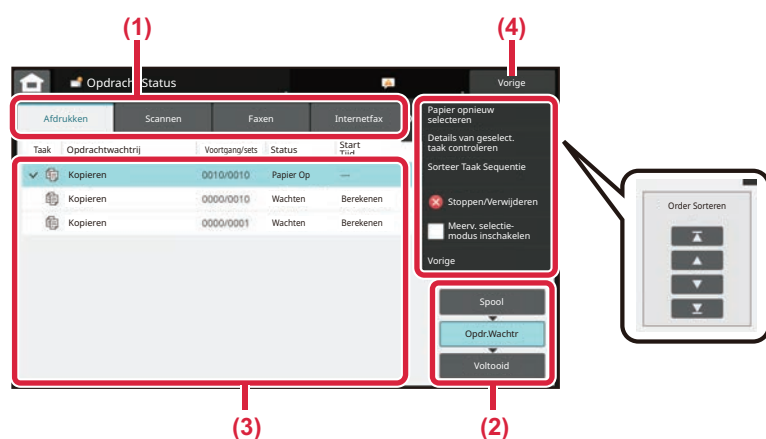 (1)
(4)
Opdracht Status
Vorige
Afdrukken
Scannen
Faxen
Internetfax
Papier opnieuw
selecteren
Details van geselect.
taak controleren
Sorteer Taak Sequentie
Stoppen/Verwijderen
Meerv. selectie-
modus inschakelen
Vorige
Taak Opdrachtwachtrij Voortgang/sets Status Start
Tijd
Kopieren 0010/0010 Papier Op —
Kopieren 0000/0010 Wachten Berekenen
Kopieren 0000/0001 Wachten Berekenen
Spool
Opdr.Wachtr
Voltooid
Order Sorteren
(3)
(2)